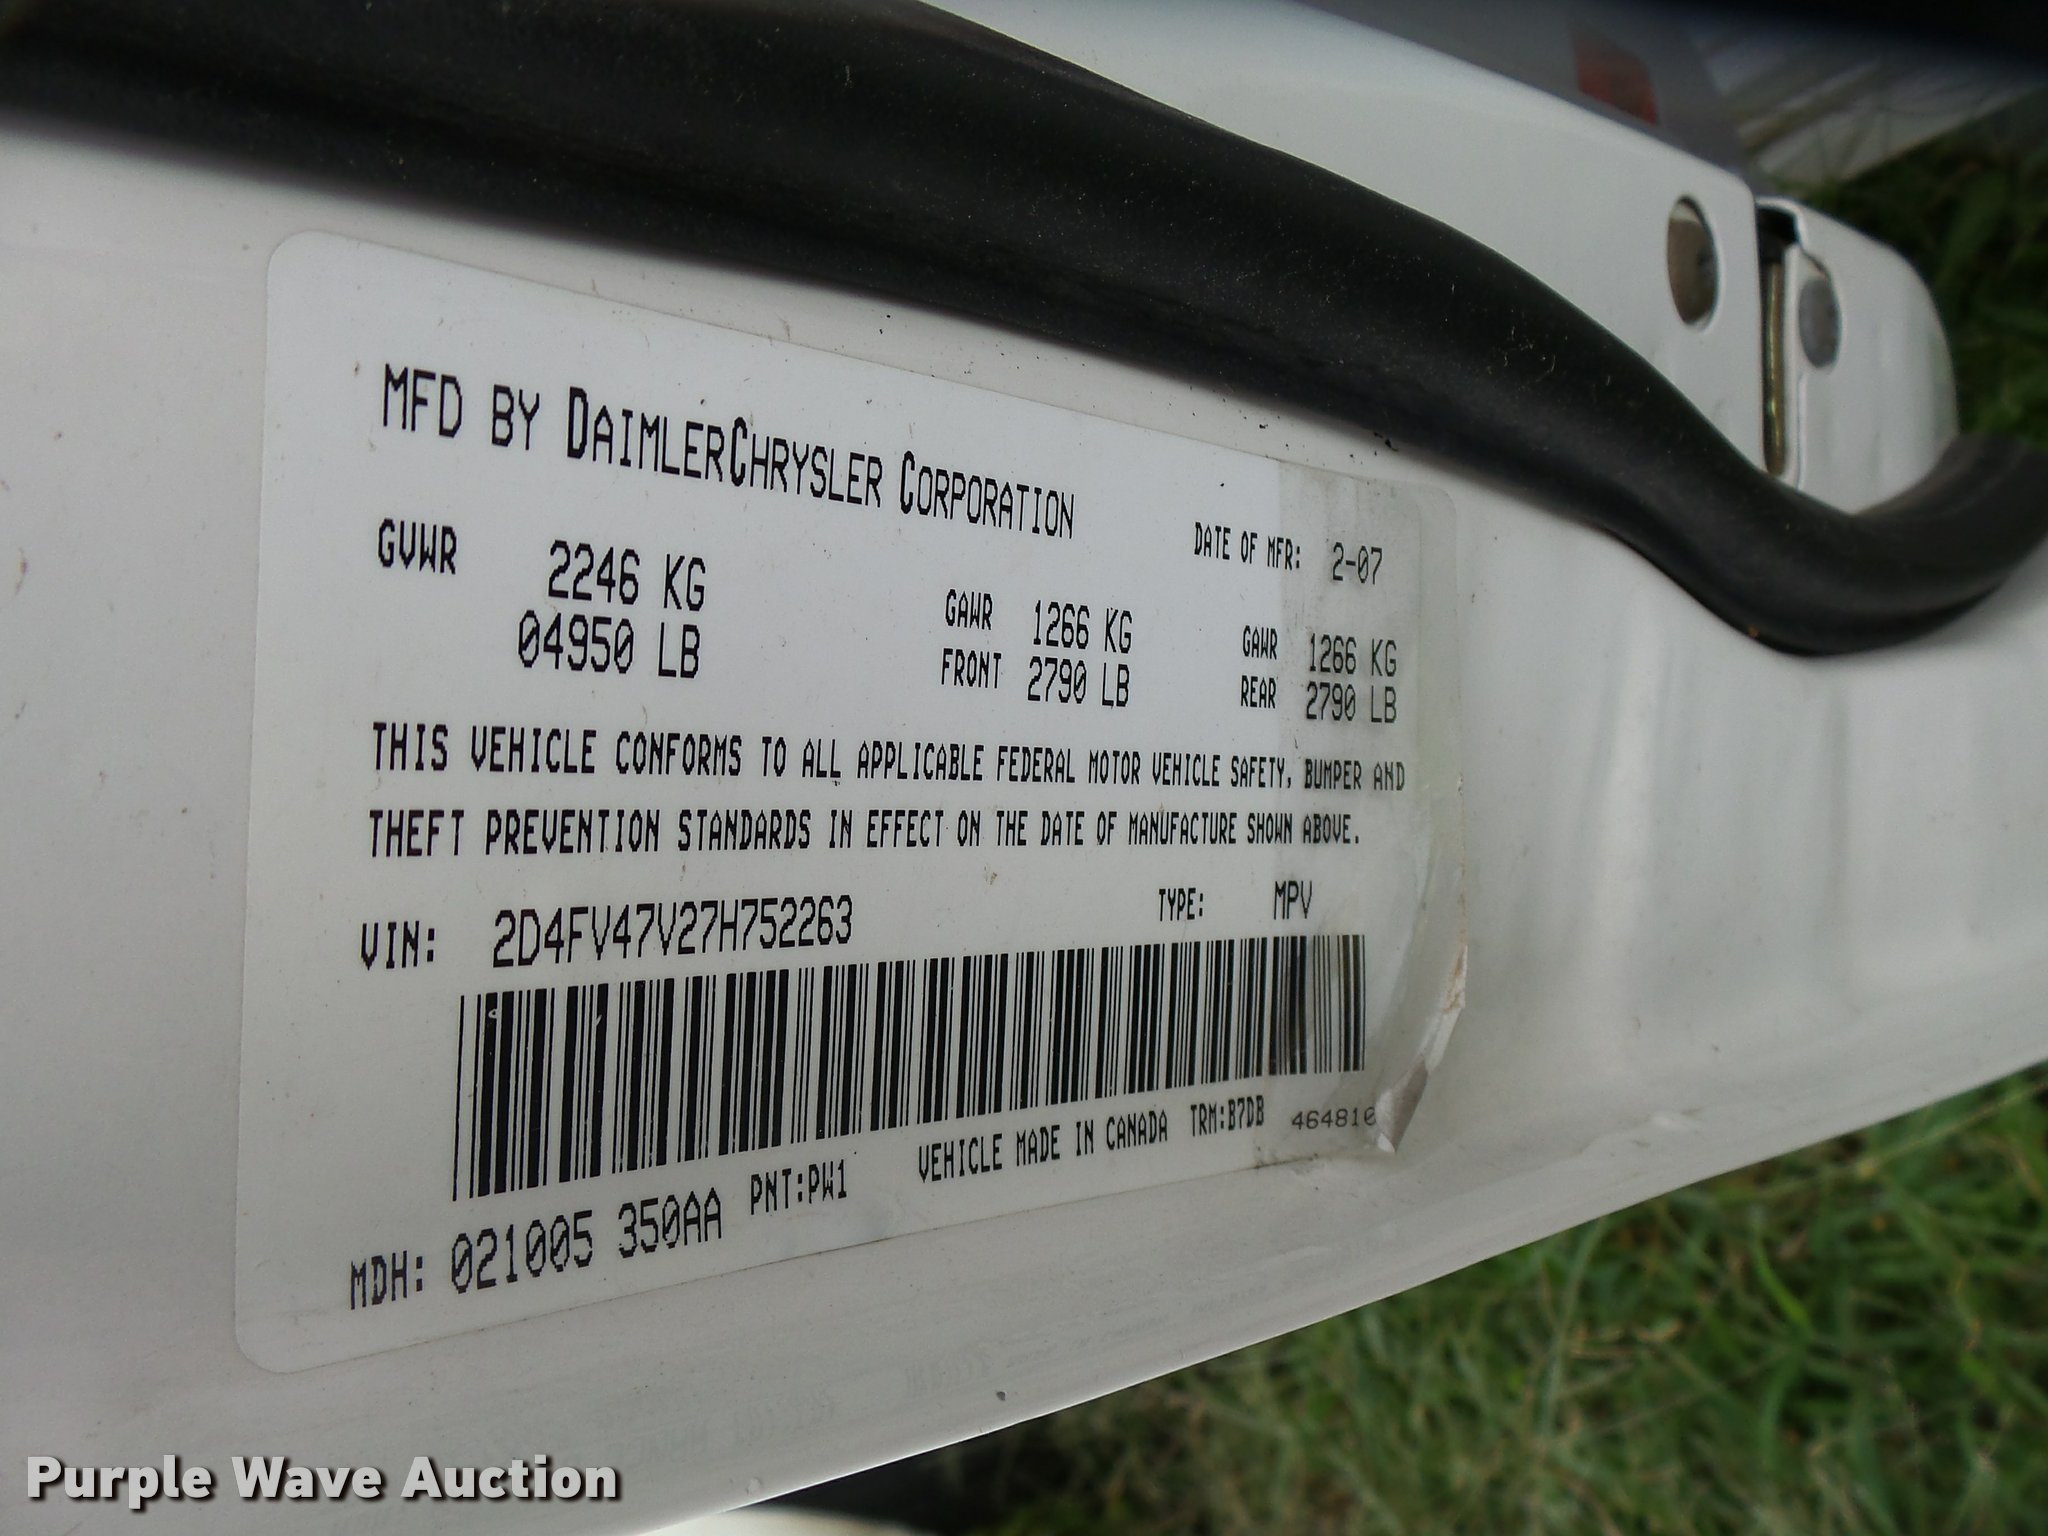 MFD BY DAIMLERCHRYSLER CORPORATION
DATE OF MFR: 2-07
GVWR 2246 KG
04950 LB
GAWR 1266 KG
FRONT 2790 LB
GAWR 1266 KG
REAR 2790 LB
THIS VEHICLE CONFORMS TO ALL APPLICABLE FEDERAL MOTOR VEHICLE SAFETY, BUMPER AND
THEFT PREVENTION STANDARDS IN EFFECT ON THE DATE OF MANUFACTURE SHOWN ABOVE.
VIN: 2D4FV47V27H752263
TYPE: MPV
MDH: 021005 350AA
PNT:PW1
VEHICLE MADE IN CANADA
TRM:B7DB
464810
Purple Wave Auction